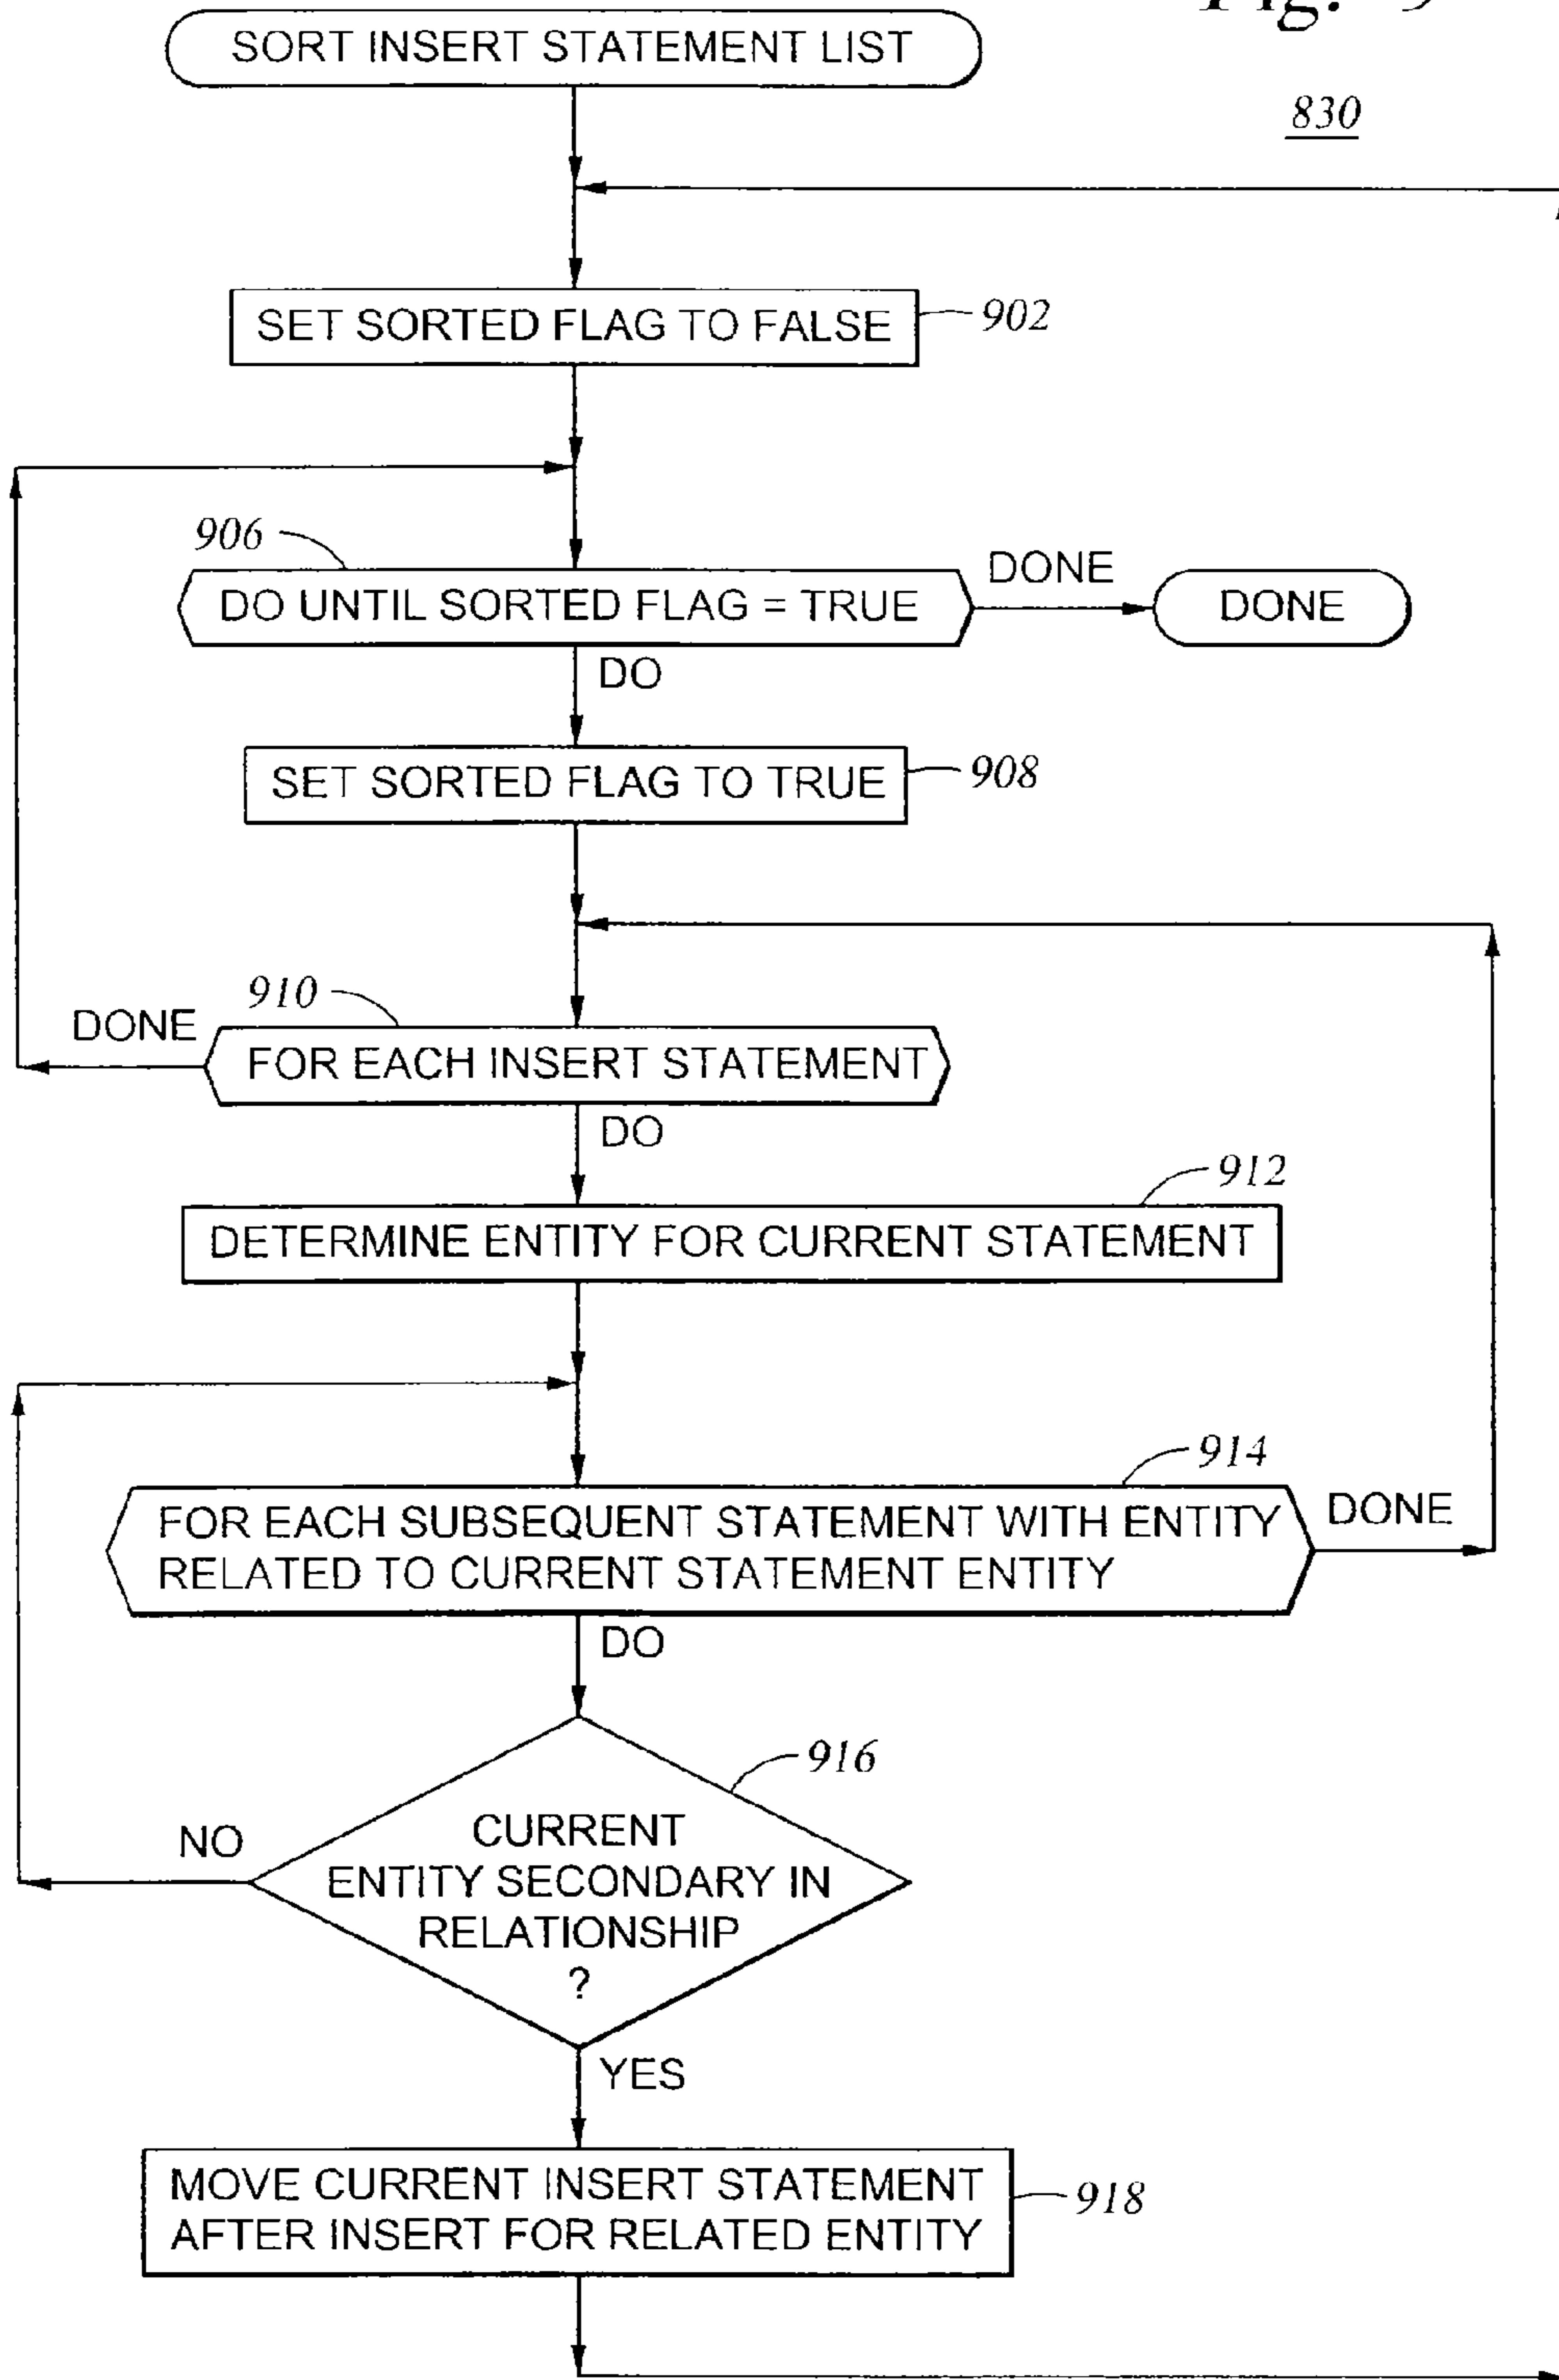 Fig. 9
SORT INSERT STATEMENT LIST
830
SET SORTED FLAG TO FALSE
902
906
DO UNTIL SORTED FLAG = TRUE
DONE
DONE
DO
SET SORTED FLAG TO TRUE
908
910
DONE
FOR EACH INSERT STATEMENT
DO
912
DETERMINE ENTITY FOR CURRENT STATEMENT
914
FOR EACH SUBSEQUENT STATEMENT WITH ENTITY
RELATED TO CURRENT STATEMENT ENTITY
DONE
DO
916
NO
CURRENT
ENTITY SECONDARY IN
RELATIONSHIP
?
YES
MOVE CURRENT INSERT STATEMENT
AFTER INSERT FOR RELATED ENTITY
918